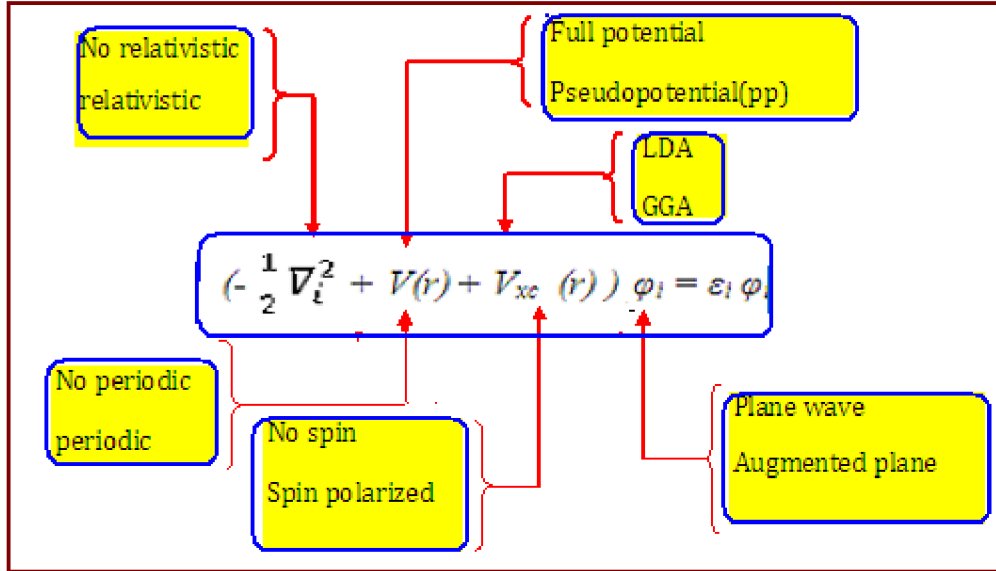 No relativistic
relativistic
Full potential
Pseudopotential(pp)
LDA
GGA
(- 1/2 ∇i² + V(r) + Vxc (r) ) φi = εi φi
No periodic
periodic
No spin
Spin polarized
Plane wave
Augmented plane